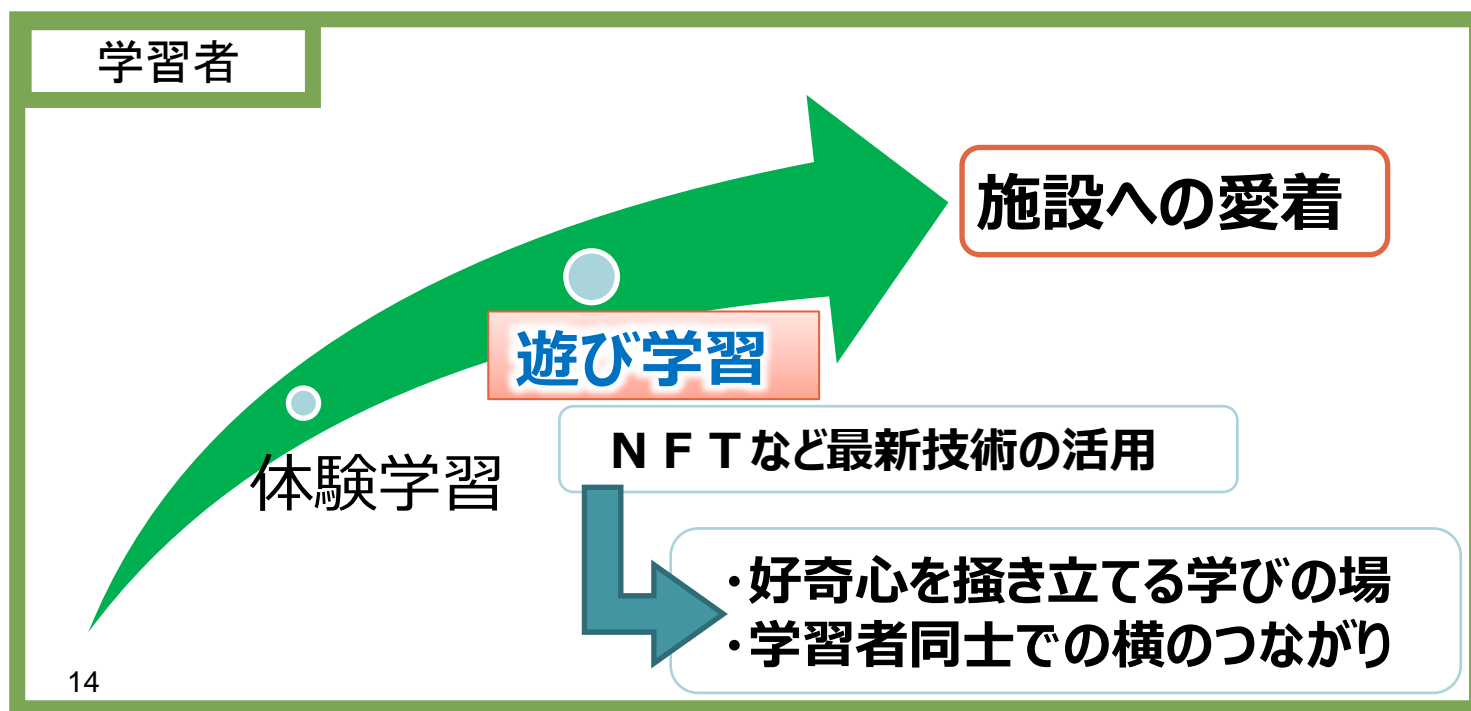 学習者
施設への愛着
遊び学習
ＮＦＴなど最新技術の活用
体験学習
・好奇心を掻き立てる学びの場
・学習者同士での横のつながり
14